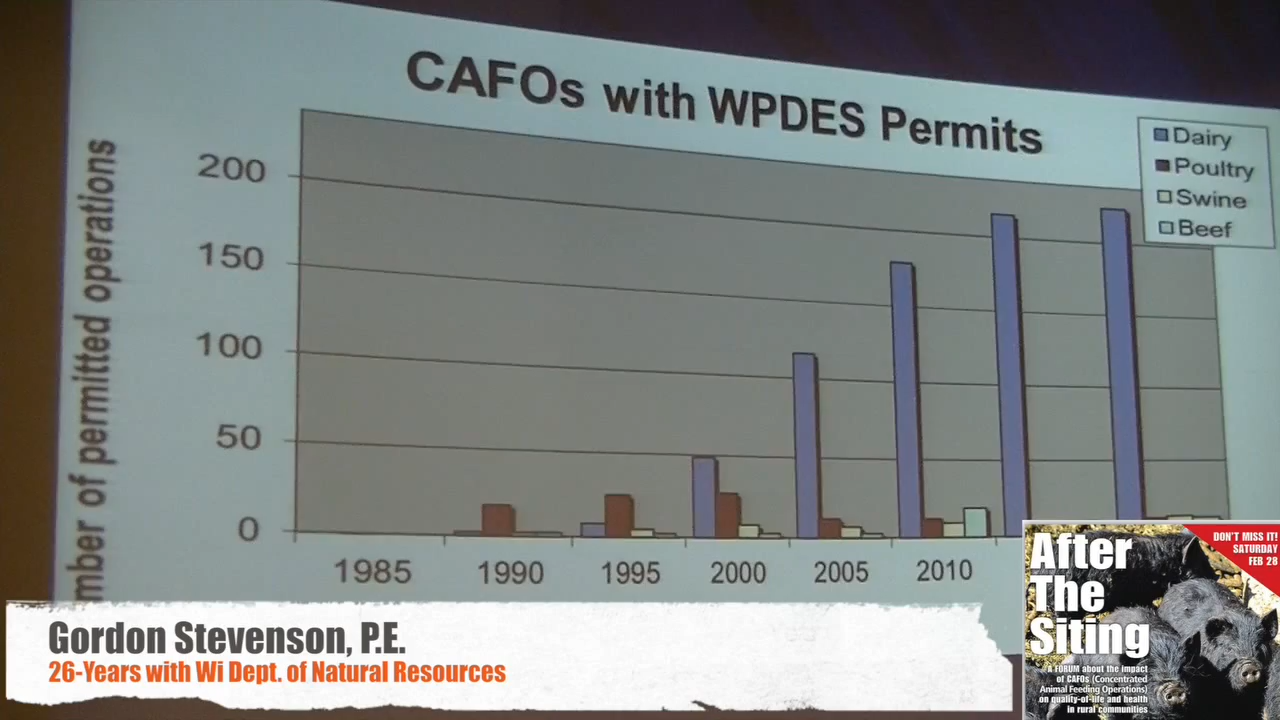 CAFOs with WPDES Permits
Dairy
Poultry
Swine
Beef
mber of permitted operations
200
150
100
50
0
1985
1990
1995
2000
2005
2010
Gordon Stevenson, P.E.
26-Years with Wi Dept. of Natural Resources
DON'T MISS IT!
SATURDAY
FEB 28
After
The
Siting
A FORUM about the impact
of CAFOs (Concentrated
Animal Feeding Operations)
on quality-of-life and health
in rural communities